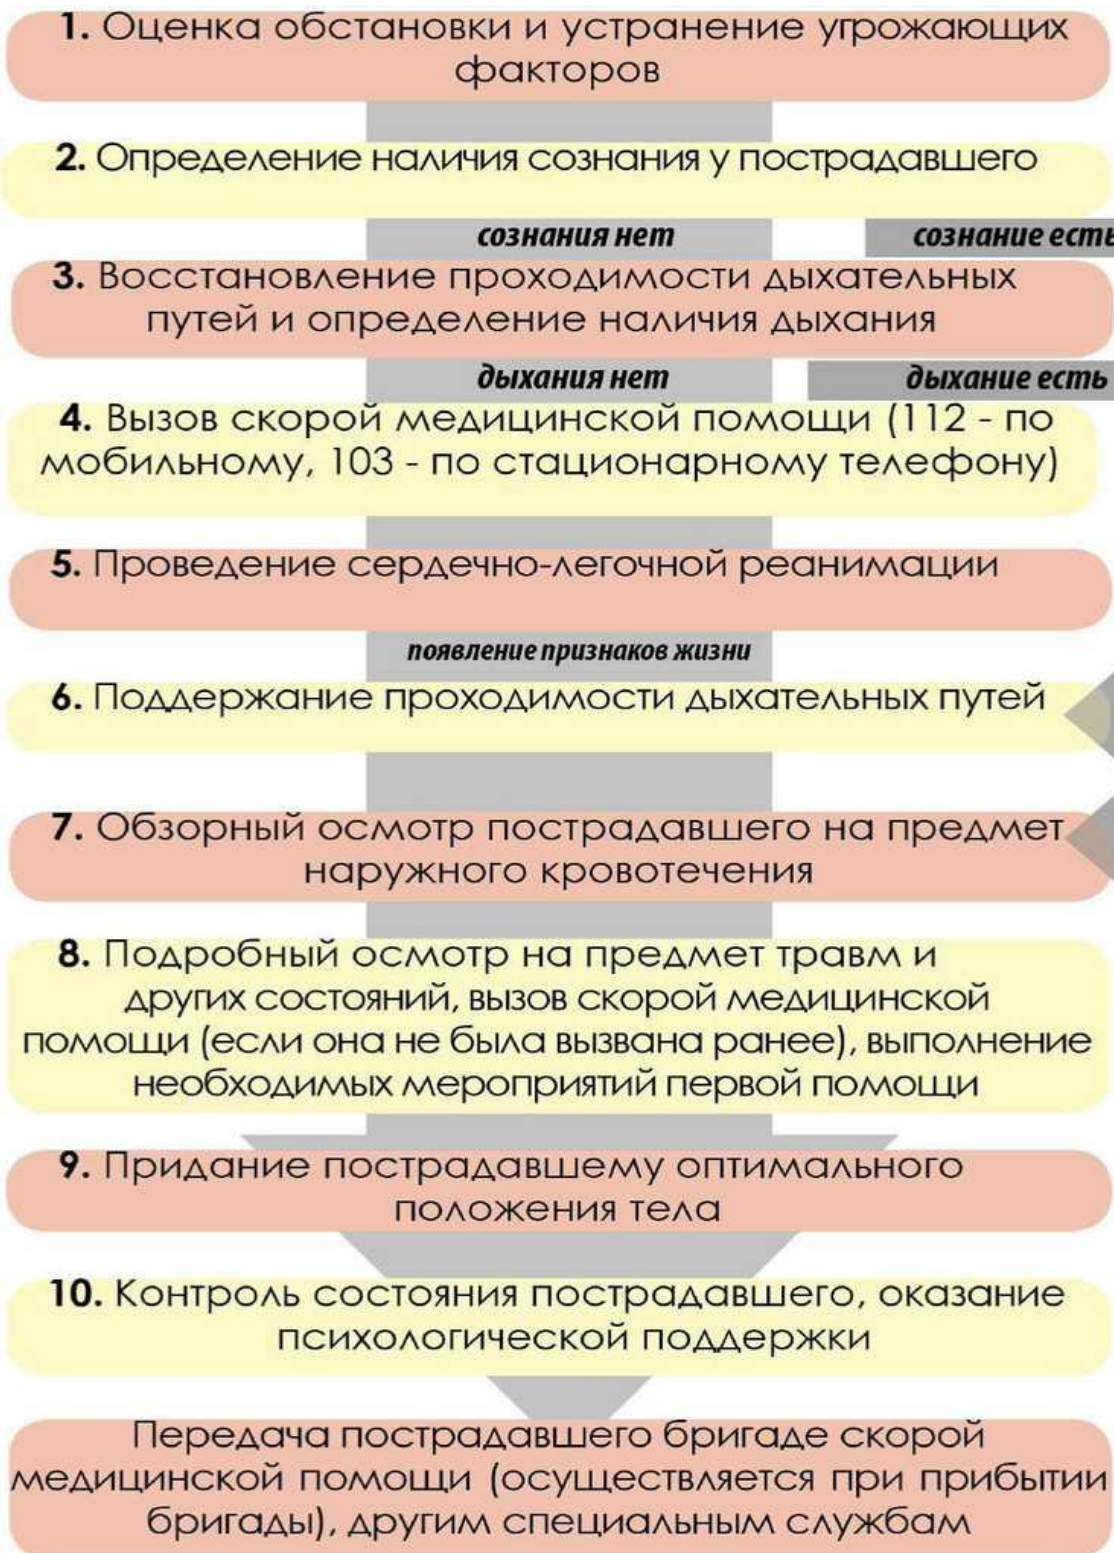 1. Оценка обстановки и устранение угрожающих
факторов
2. Определение наличия сознания у пострадавшего
сознания нет
сознание есть
3. Восстановление проходимости дыхательных
путей и определение наличия дыхания
дыхания нет
дыхание есть
4. Вызов скорой медицинской помощи (112 - по
мобильному, 103 - по стационарному телефону)
5. Проведение сердечно-легочной реанимации
появление признаков жизни
6. Поддержание проходимости дыхательных путей
7. Обзорный осмотр пострадавшего на предмет
наружного кровотечения
8. Подробный осмотр на предмет травм и
других состояний, вызов скорой медицинской
помощи (если она не была вызвана ранее), выполнение
необходимых мероприятий первой помощи
9. Придание пострадавшему оптимального
положения тела
10. Контроль состояния пострадавшего, оказание
психологической поддержки
Передача пострадавшего бригаде скорой
медицинской помощи (осуществляется при прибытии
бригады), другим специальным службам